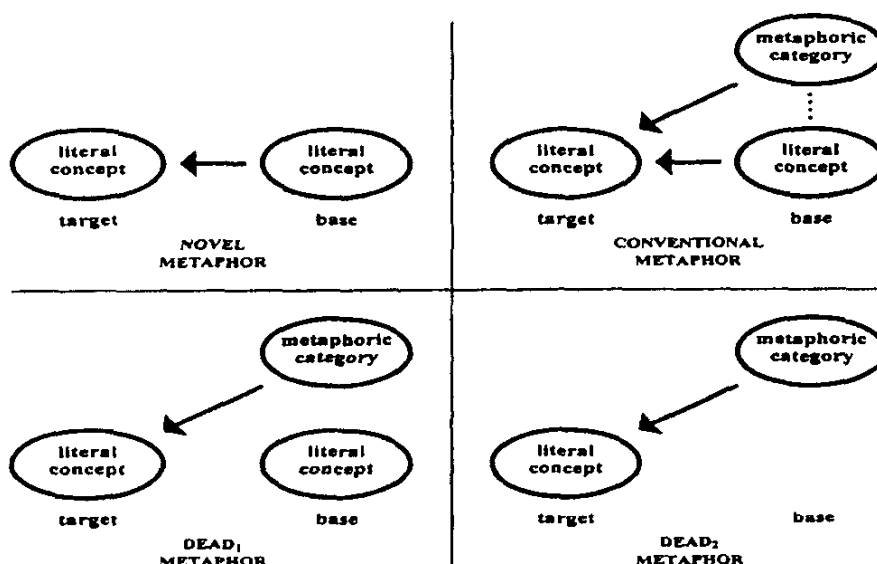 literal
concept
target
literal
concept
base
NOVEL
METAPHOR
metaphoric
category
literal
concept
target
literal
concept
base
CONVENTIONAL
METAPHOR
metaphoric
category
literal
concept
target
literal
concept
base
DEAD₁
METAPHOR
metaphoric
category
literal
concept
target
base
DEAD₂
METAPHOR